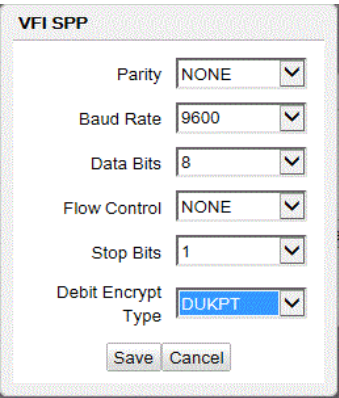 VFI SPP
Parity NONE
Baud Rate 9600
Data Bits 8
Flow Control NONE
Stop Bits 1
Debit Encrypt
Type DUKPT
Save Cancel